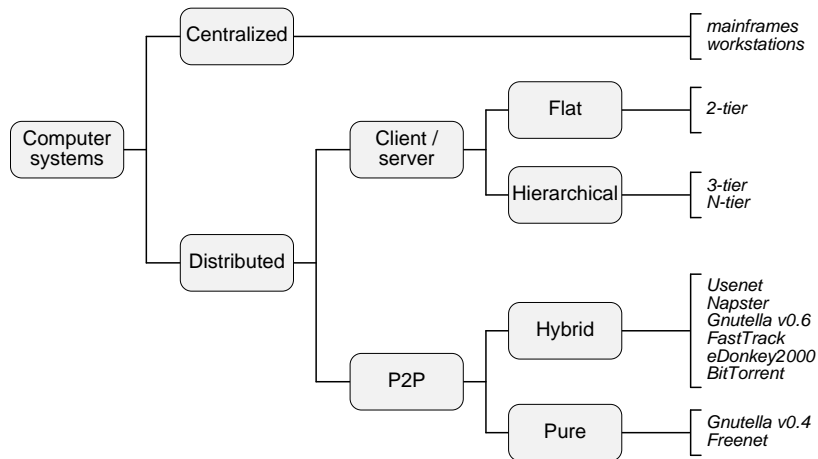 Centralized
mainframes
workstations
Computer
systems
Client /
server
Flat
2-tier
Hierarchical
3-tier
N-tier
Distributed
P2P
Hybrid
Usenet
Napster
Gnutella v0.6
FastTrack
eDonkey2000
BitTorrent
Pure
Gnutella v0.4
Freenet